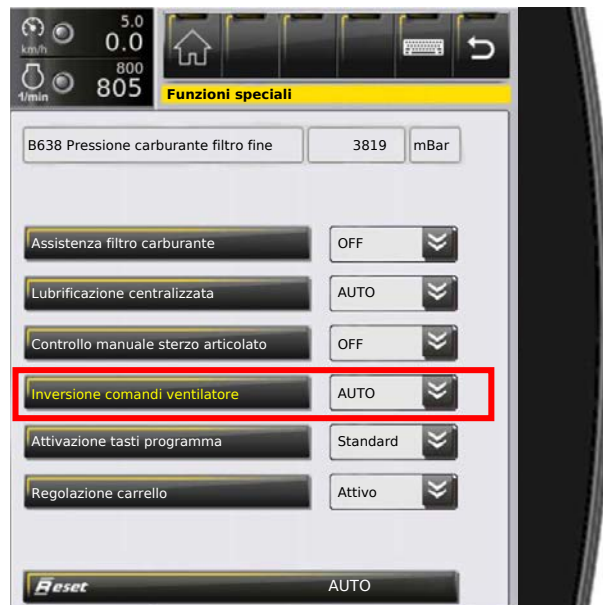 5.0
km/h 0.0
800
1/min 805
Funzioni speciali
B638 Pressione carburante filtro fine 3819 mBar
Assistenza filtro carburante OFF
Lubrificazione centralizzata AUTO
Controllo manuale sterzo articolato OFF
Inversione comandi ventilatore AUTO
Attivazione tasti programma Standard
Regolazione carrello Attivo
Reset AUTO